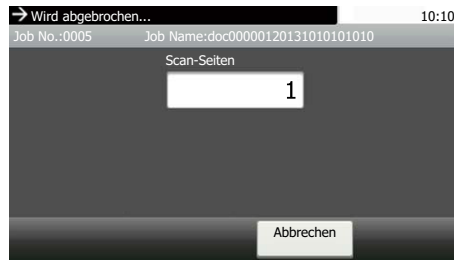 → Wird abgebrochen... 10:10
Job No.:0005 Job Name:doc00000120131010101010
Scan-Seiten
1
Abbrechen